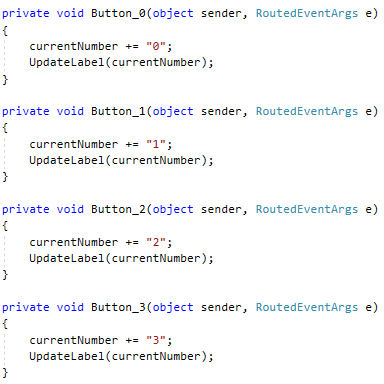 private void Button_0(object sender, RoutedEventArgs e)
{
    currentNumber += "0";
    UpdateLabel(currentNumber);
}
private void Button_1(object sender, RoutedEventArgs e)
{
    currentNumber += "1";
    UpdateLabel(currentNumber);
}
private void Button_2(object sender, RoutedEventArgs e)
{
    currentNumber += "2";
    UpdateLabel(currentNumber);
}
private void Button_3(object sender, RoutedEventArgs e)
{
    currentNumber += "3";
    UpdateLabel(currentNumber);
}